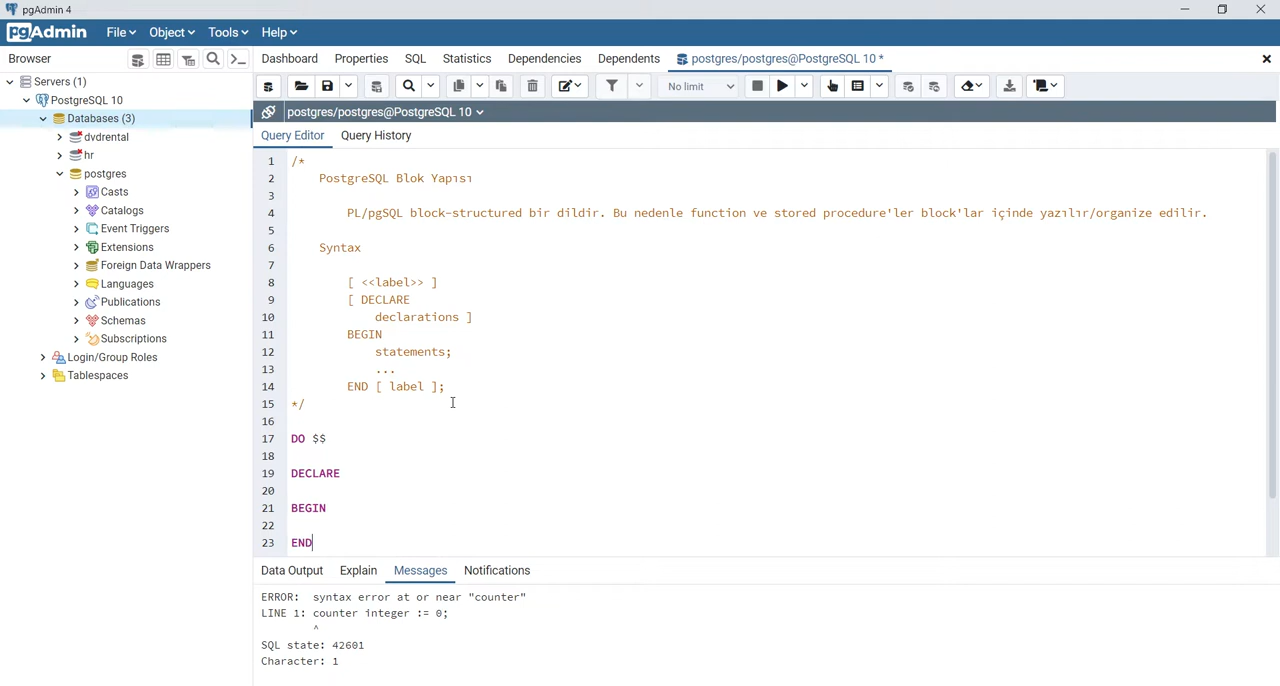 pgAdmin 4
pgAdmin File Object Tools Help
Browser
Dashboard Properties SQL Statistics Dependencies Dependents postgres/postgres@PostgreSQL 10 *
Servers (1)
PostgreSQL 10
Databases (3)
dvdrental
hr
postgres
Casts
Catalogs
Event Triggers
Extensions
Foreign Data Wrappers
Languages
Publications
Schemas
Subscriptions
Login/Group Roles
Tablespaces
No limit
postgres/postgres@PostgreSQL 10
Query Editor Query History
1 /*
2 PostgreSQL Blok Yapısı
3
4 PL/pgSQL block-structured bir dildir. Bu nedenle function ve stored procedure'ler block'lar içinde yazılır/organize edilir.
5
6 Syntax
7
8 [ <<label>> ]
9 [ DECLARE
10 declarations ]
11 BEGIN
12 statements;
13 ...
14 END [ label ];
15 */
16
17 DO $$
18
19 DECLARE
20
21 BEGIN
22
23 END
Data Output Explain Messages Notifications
ERROR:  syntax error at or near "counter"
LINE 1: counter integer := 0;
^
SQL state: 42601
Character: 1